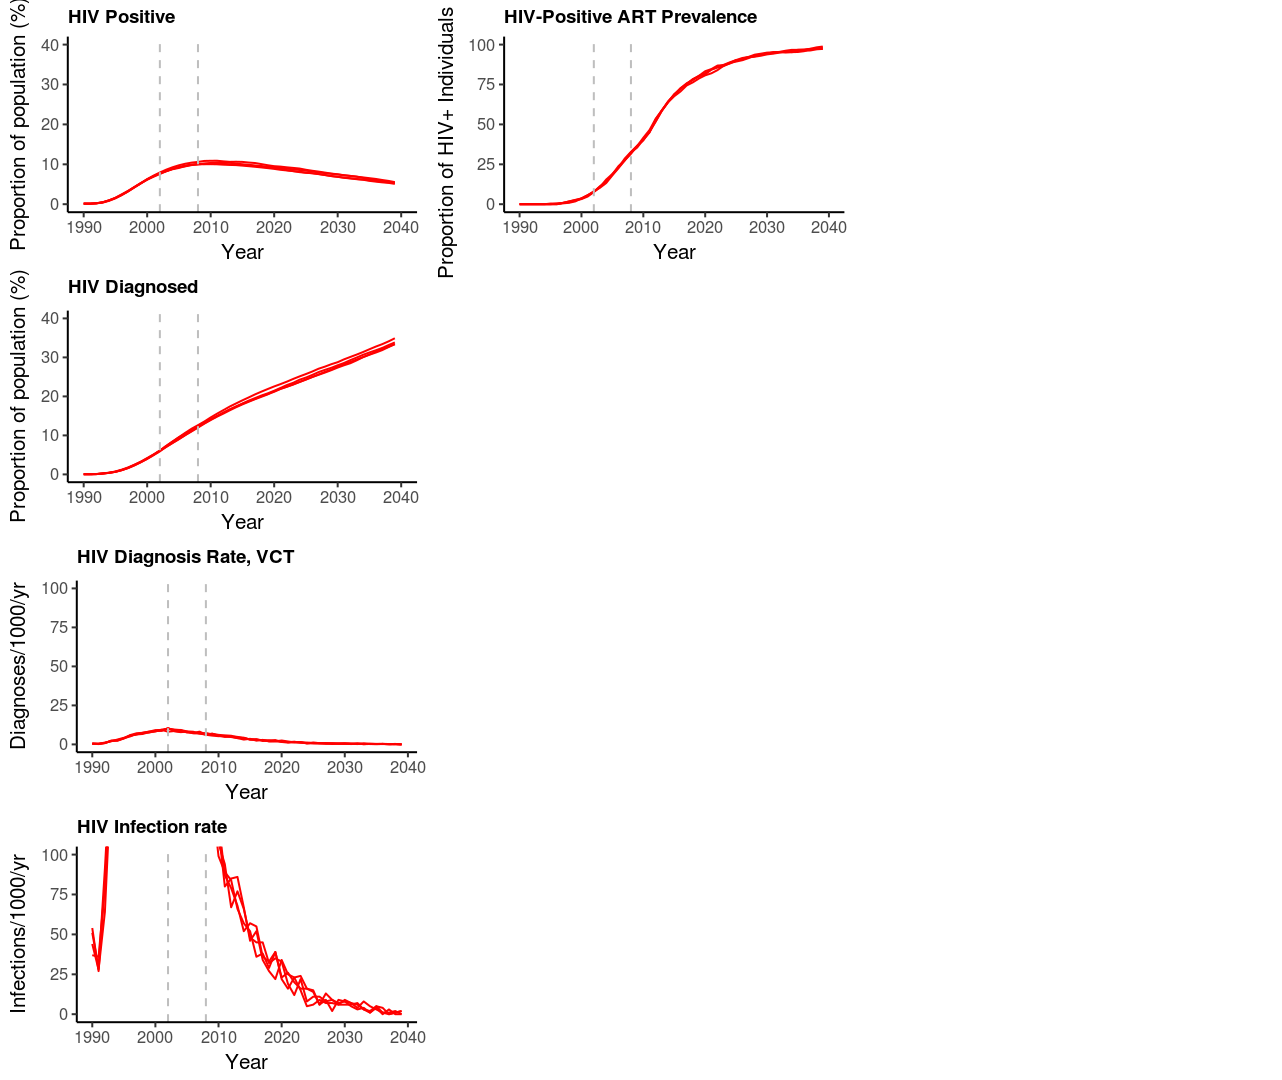 HIV Positive
Proportion of population (%)
40
30
20
10
0
1990 2000 2010 2020 2030 2040
Year
HIV-Positive ART Prevalence
Proportion of HIV+ Individuals
100
75
50
25
0
1990 2000 2010 2020 2030 2040
Year
HIV Diagnosed
Proportion of population (%)
40
30
20
10
0
1990 2000 2010 2020 2030 2040
Year
HIV Diagnosis Rate, VCT
Diagnoses/1000/yr
100
75
50
25
0
1990 2000 2010 2020 2030 2040
Year
HIV Infection rate
Infections/1000/yr
100
75
50
25
0
1990 2000 2010 2020 2030 2040
Year